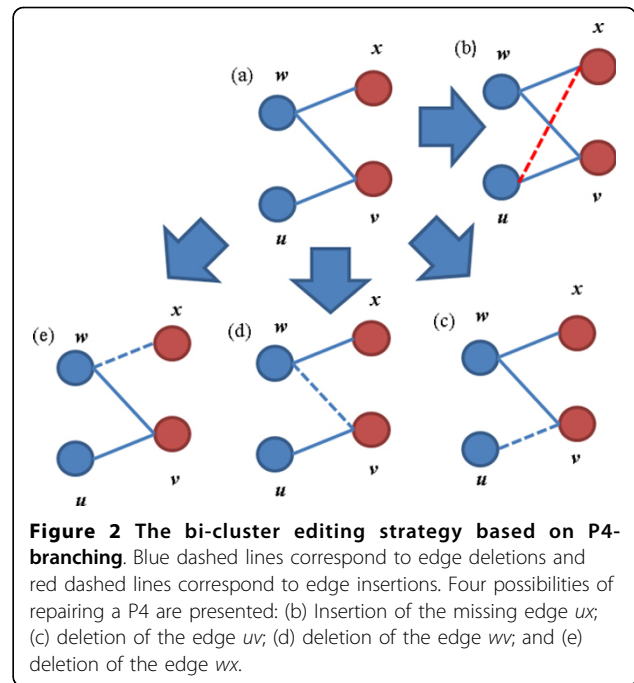 x
w
(b)
x
(a)
w
u
v
u
v
x
(e)
w
x
(d)
w
x
(c)
w
v
u
v
u
v
u
Figure 2 The bi-cluster editing strategy based on P4-
branching. Blue dashed lines correspond to edge deletions and
red dashed lines correspond to edge insertions. Four possibilities of
repairing a P4 are presented: (b) Insertion of the missing edge ux;
(c) deletion of the edge uv; (d) deletion of the edge wv; and (e)
deletion of the edge wx.